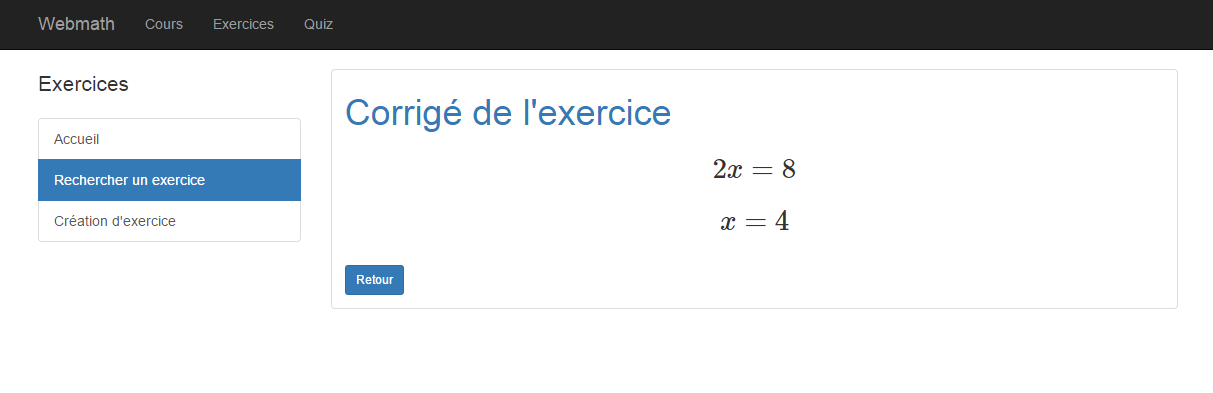 Webmath Cours Exercices Quiz
Exercices
Accueil
Rechercher un exercice
Création d'exercice
Corrigé de l'exercice
2x = 8
x = 4
Retour